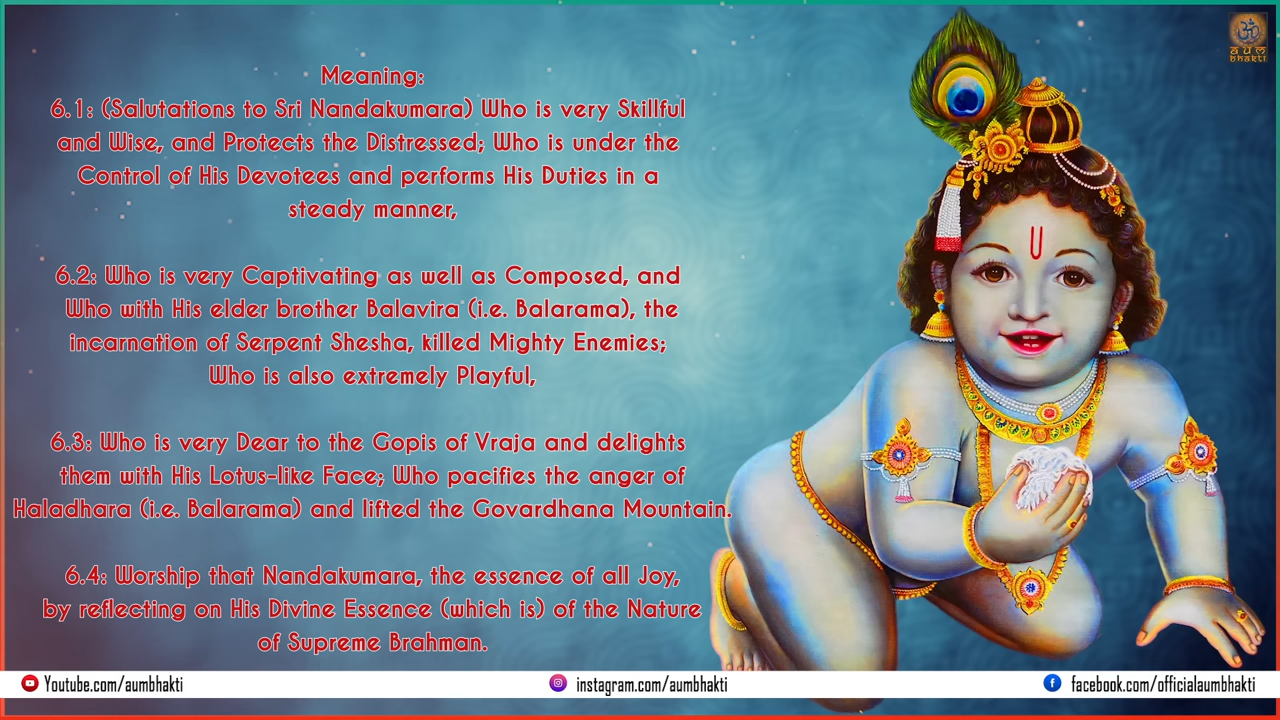 Meaning:
6.1: (Salutations to Sri Nandakumara) Who is very Skillful
and Wise, and Protects the Distressed; Who is under the
Control of His Devotees and performs His Duties in a
steady manner,
6.2: Who is very Captivating as well as Composed, and
Who with His elder brother Balavira (i.e. Balarama), the
incarnation of Serpent Shesha, killed Mighty Enemies;
Who is also extremely Playful,
6.3: Who is very Dear to the Gopis of Vraja and delights
them with His Lotus-like Face; Who pacifies the anger of
Haladhara (i.e. Balarama) and lifted the Govardhana Mountain.
6.4: Worship that Nandakumara, the essence of all Joy,
by reflecting on His Divine Essence (which is) of the Nature
of Supreme Brahman.
ॐ
aum
bhakti
Youtube.com/aumbhakti
instagram.com/aumbhakti
facebook.com/officialaumbhakti